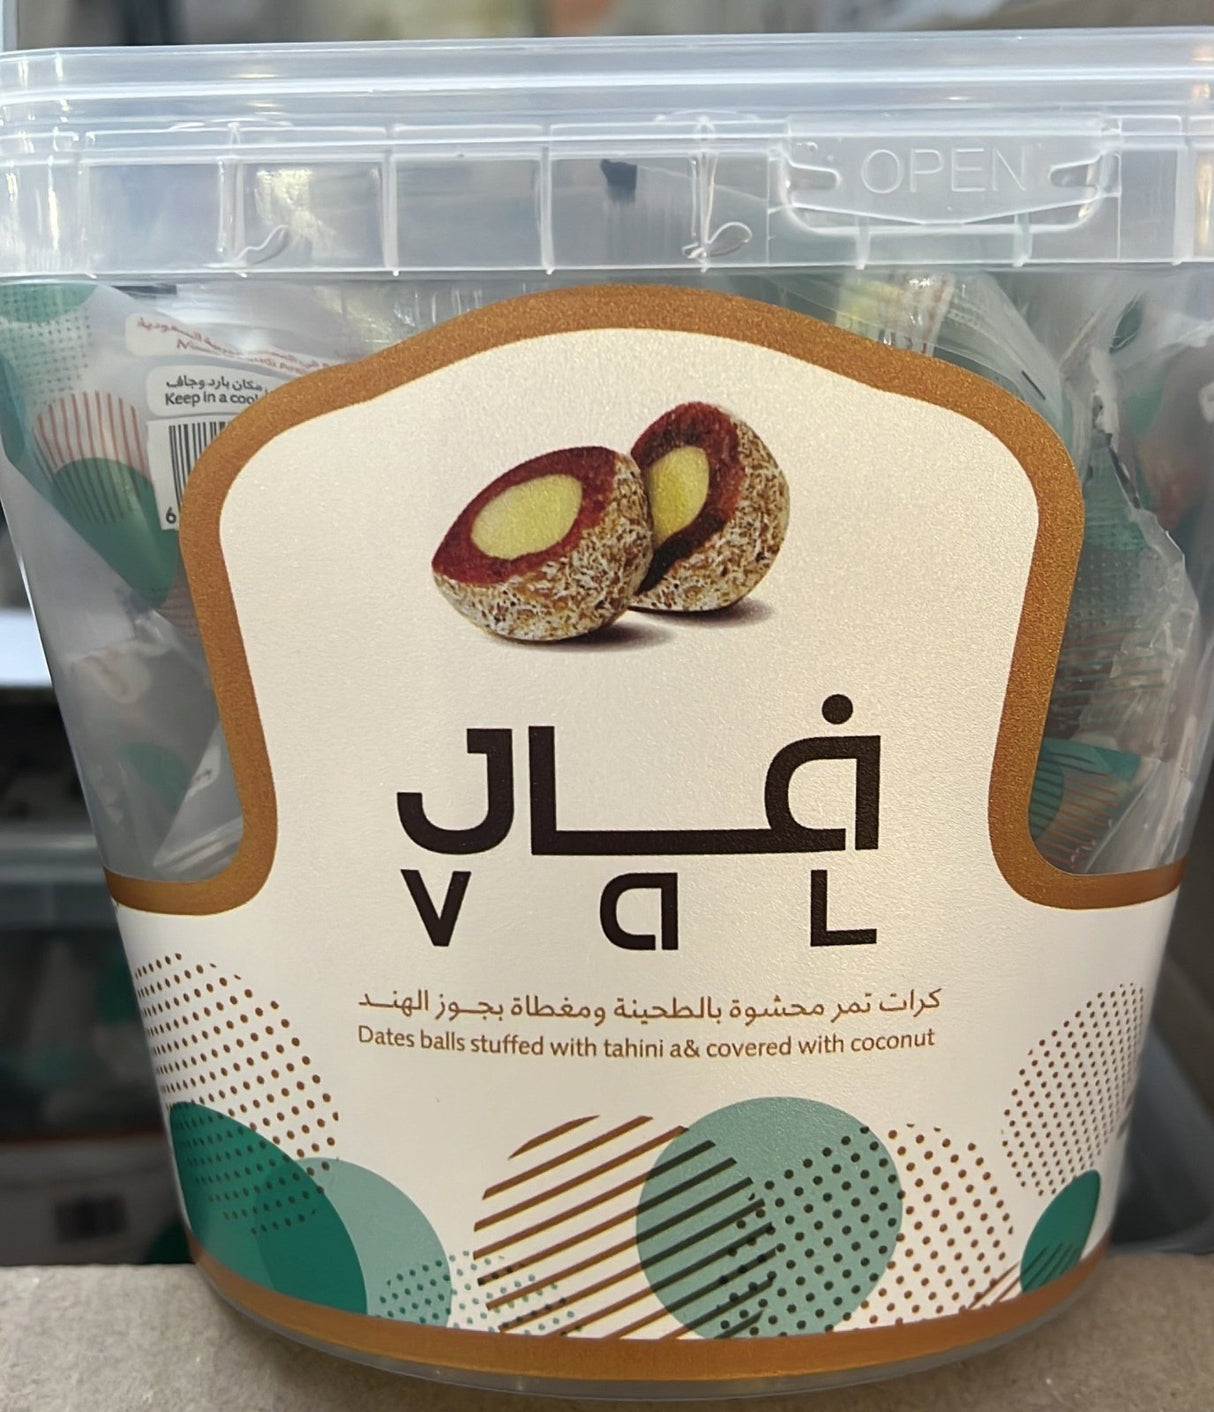 OPEN
مكان بارد وجاف
Keep in a cool
6
فال
val
كرات تمر محشوة بالطحينة ومغطاة بجوز الهند
Dates balls stuffed with tahini a& covered with coconut